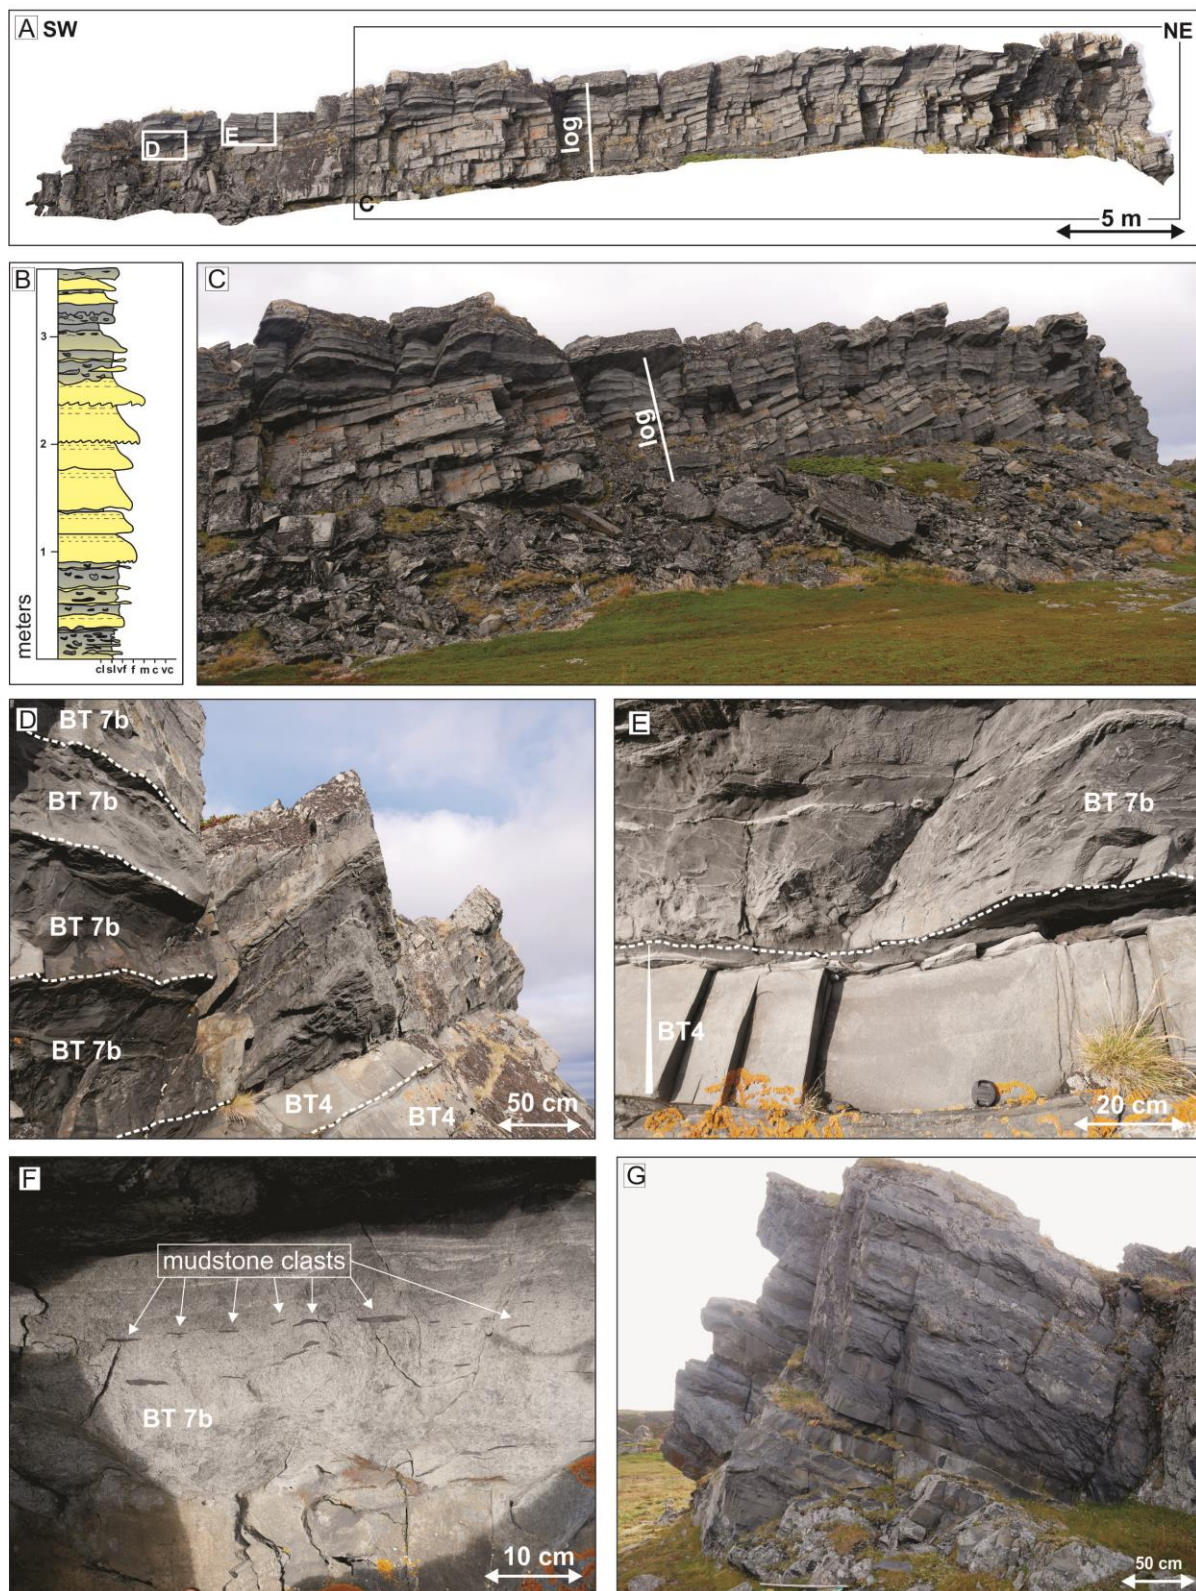 A SW
NE
D
E
log
C
5 m
B
3
2
1
meters
cl sl vf f m c vc
C
log
D
BT 7b
BT 7b
BT 7b
BT 7b
BT4
BT4
50 cm
E
BT 7b
BT4
20 cm
F
mudstone clasts
BT 7b
10 cm
G
50 cm